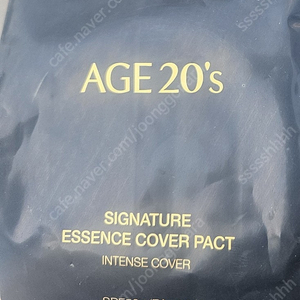 AGE 20's
SIGNATURE
ESSENCE COVER PACT
INTENSE COVER